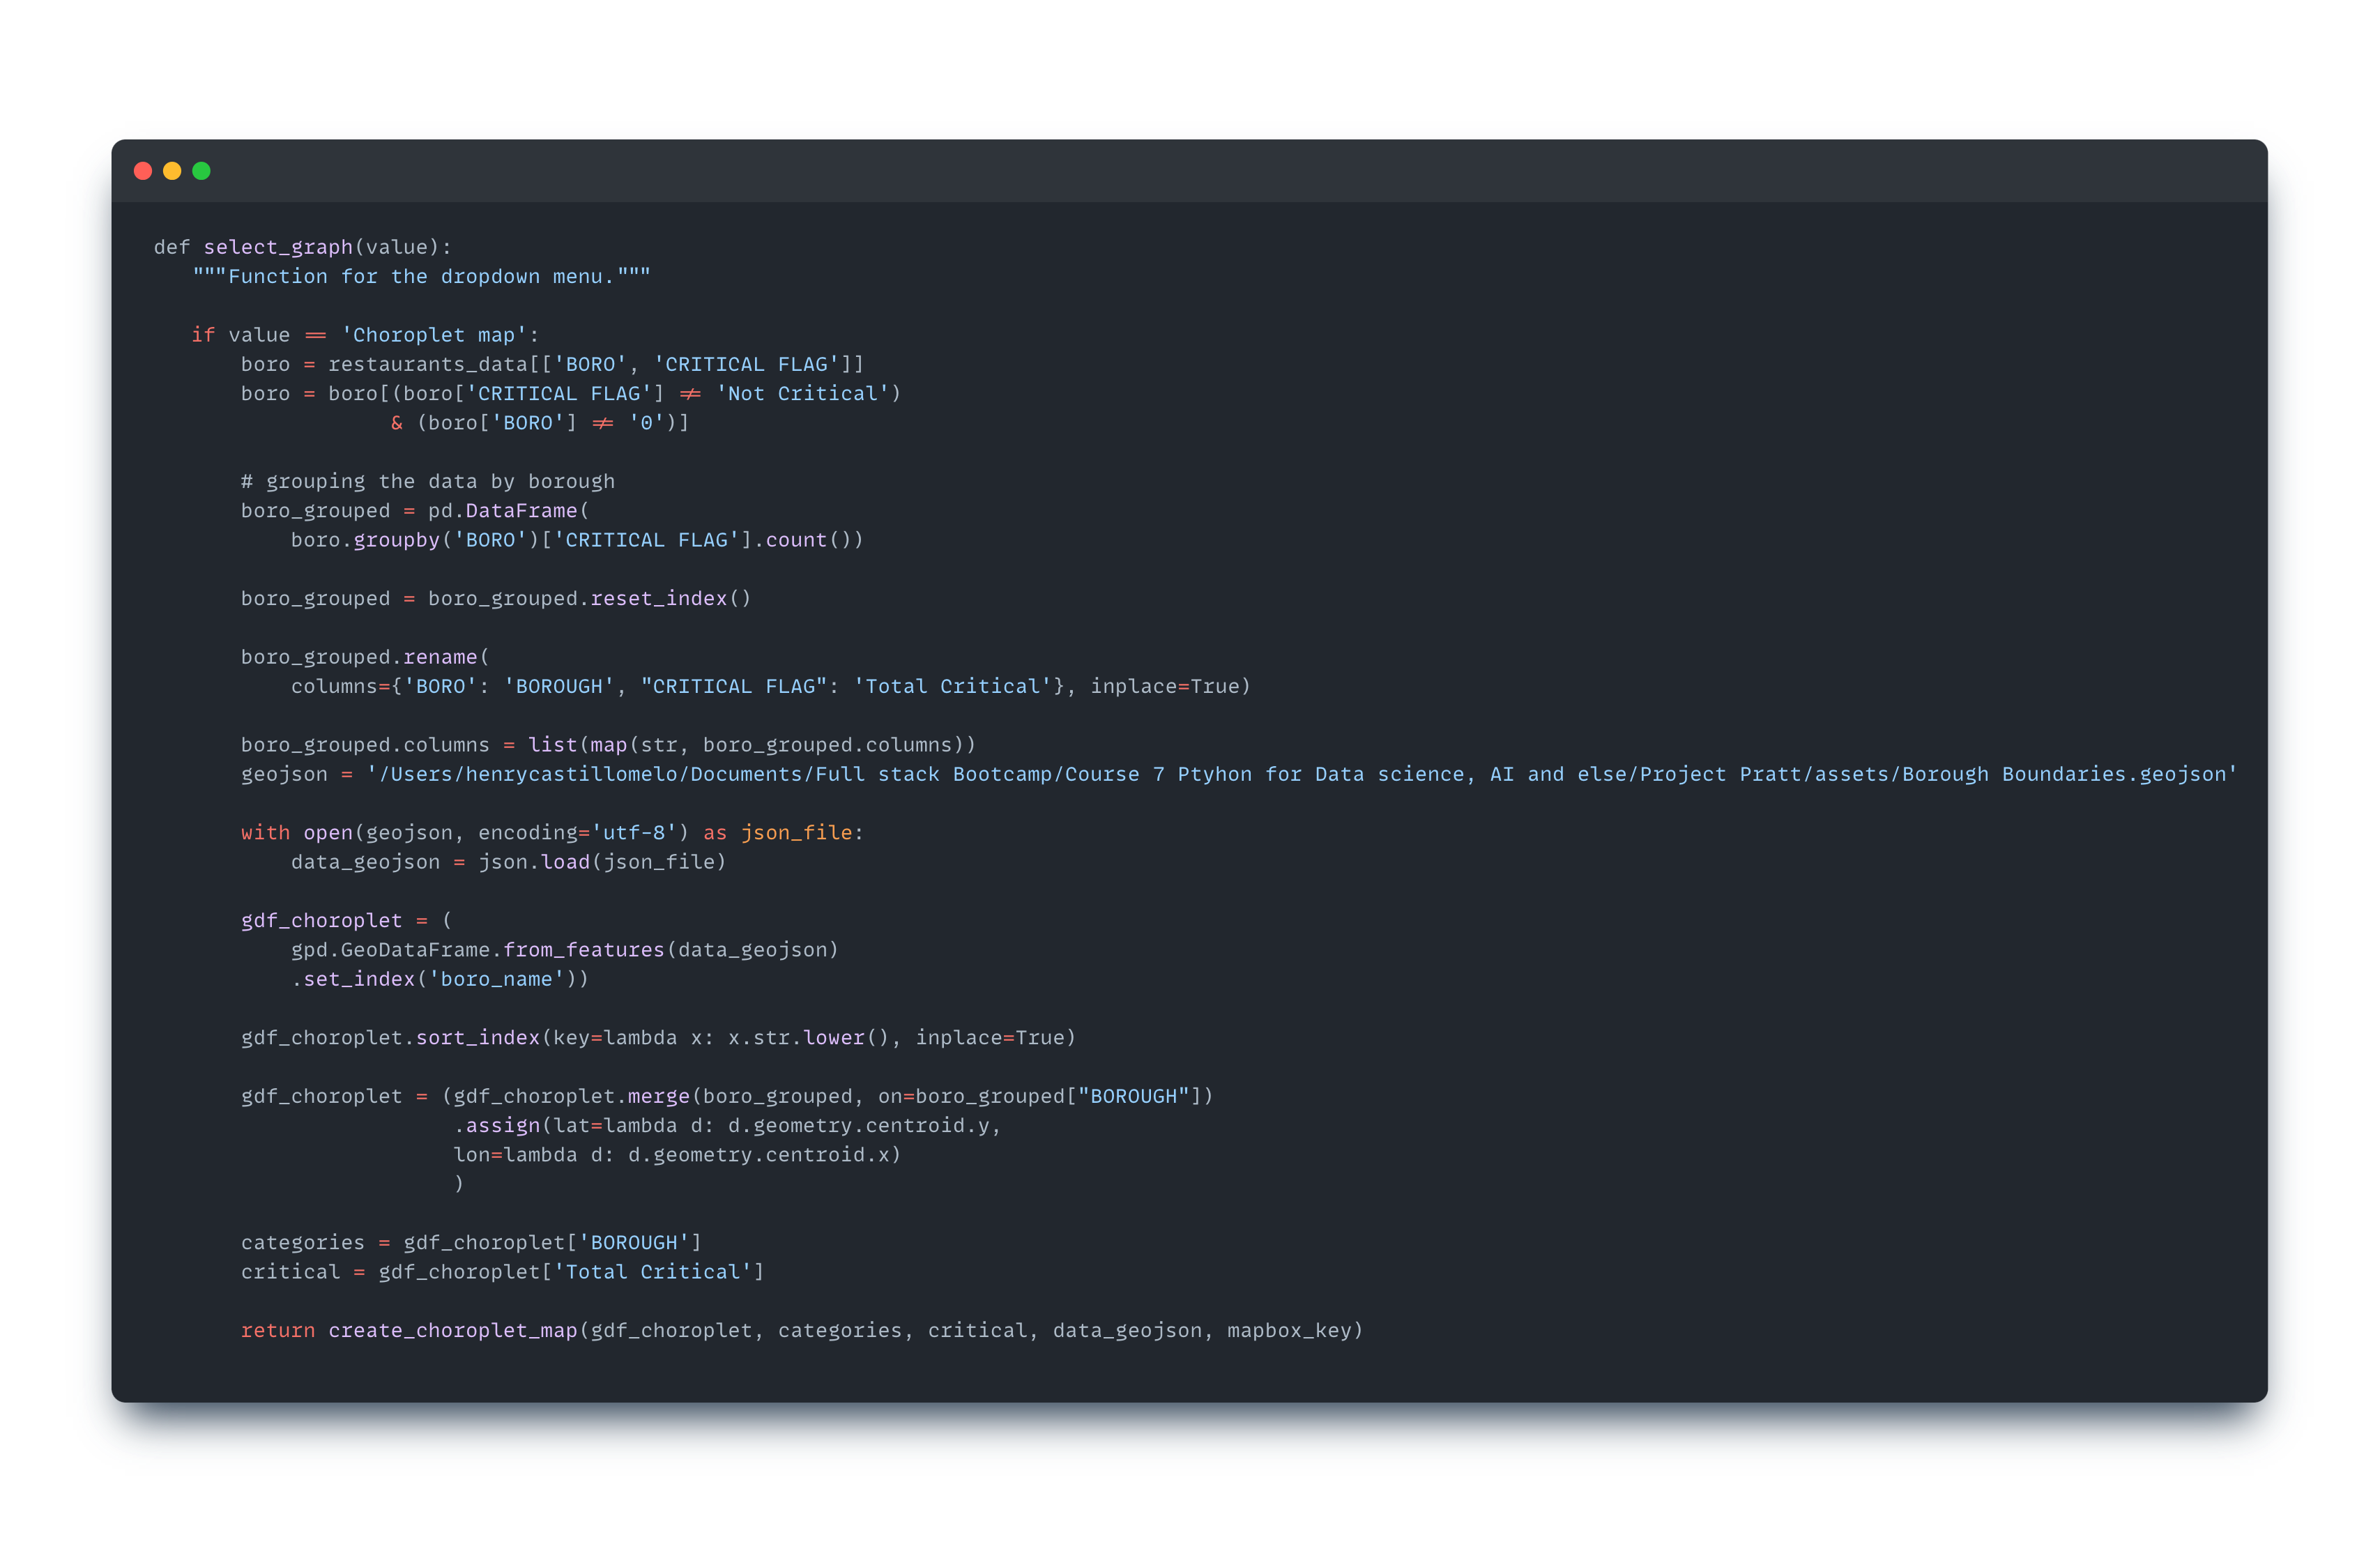 def select_graph(value):
   """Function for the dropdown menu."""
   if value == 'Choroplet map':
       boro = restaurants_data[['BORO', 'CRITICAL FLAG']]
       boro = boro[(boro['CRITICAL FLAG'] != 'Not Critical')
                   & (boro['BORO'] != '0')]
       # grouping the data by borough
       boro_grouped = pd.DataFrame(
           boro.groupby('BORO')['CRITICAL FLAG'].count())
       boro_grouped = boro_grouped.reset_index()
       boro_grouped.rename(
           columns={'BORO': 'BOROUGH', "CRITICAL FLAG": 'Total Critical'}, inplace=True)
       boro_grouped.columns = list(map(str, boro_grouped.columns))
       geojson = '/Users/henrycastillomelo/Documents/Full stack Bootcamp/Course 7 Ptyhon for Data science, AI and else/Project Pratt/assets/Borough Boundaries.geojson'
       with open(geojson, encoding='utf-8') as json_file:
           data_geojson = json.load(json_file)
       gdf_choroplet = (
           gpd.GeoDataFrame.from_features(data_geojson)
           .set_index('boro_name'))
       gdf_choroplet.sort_index(key=lambda x: x.str.lower(), inplace=True)
       gdf_choroplet = (gdf_choroplet.merge(boro_grouped, on=boro_grouped["BOROUGH"])
                        .assign(lat=lambda d: d.geometry.centroid.y,
                        lon=lambda d: d.geometry.centroid.x)
                        )
       categories = gdf_choroplet['BOROUGH']
       critical = gdf_choroplet['Total Critical']
       return create_choroplet_map(gdf_choroplet, categories, critical, data_geojson, mapbox_key)